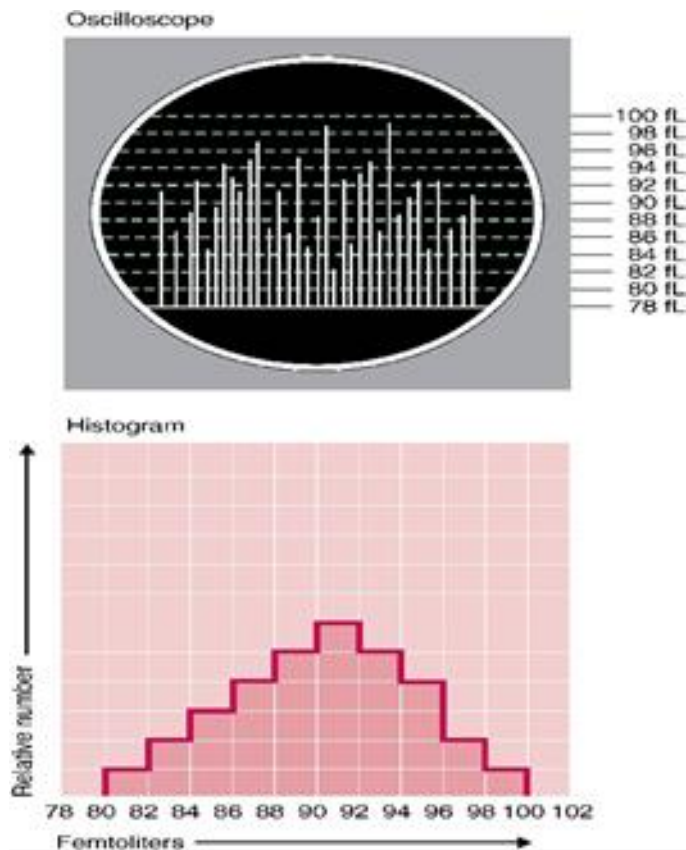 Oscilloscope
100 fL
98 fL
96 fL
94 fL
92 fL
90 fL
88 fL
86 fL
84 fL
82 fL
80 fL
78 fL
Histogram
Relative number
78 80 82 84 86 88 90 92 94 96 98 100 102
Femtoliters